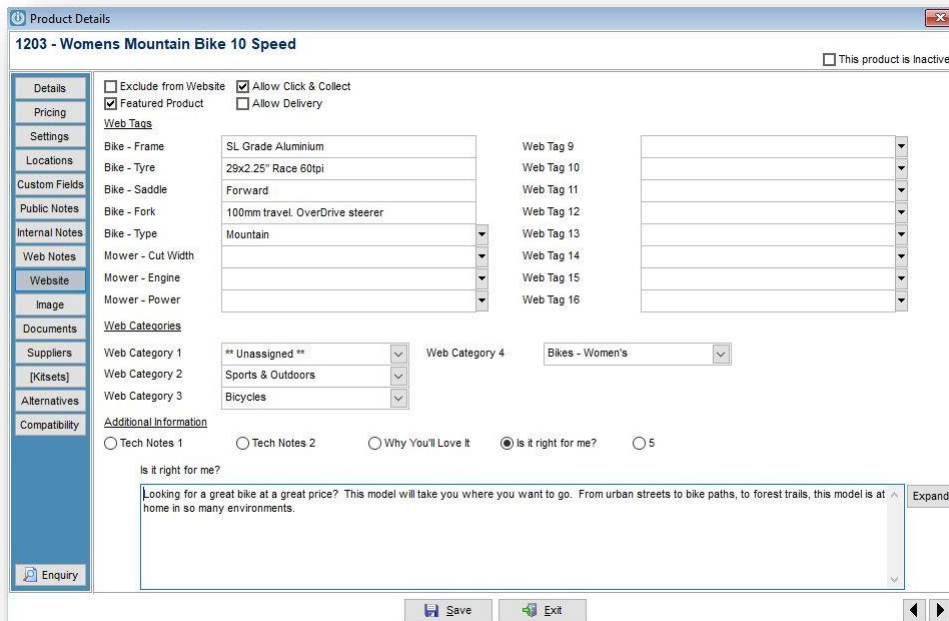 Product Details
1203 - Womens Mountain Bike 10 Speed
This product is Inactive
Details
Pricing
Settings
Locations
Custom Fields
Public Notes
Internal Notes
Web Notes
Website
Image
Documents
Suppliers
[Kitsets]
Alternatives
Compatibility
Enquiry
Exclude from Website Allow Click & Collect
Featured Product Allow Delivery
Web Tags
Bike - Frame SL Grade Aluminium Web Tag 9
Bike - Tyre 29x2.25" Race 60tpi Web Tag 10
Bike - Saddle Forward Web Tag 11
Bike - Fork 100mm travel. OverDrive steerer Web Tag 12
Bike - Type Mountain Web Tag 13
Mower - Cut Width Web Tag 14
Mower - Engine Web Tag 15
Mower - Power Web Tag 16
Web Categories
Web Category 1 ** Unassigned ** Web Category 4 Bikes - Women's
Web Category 2 Sports & Outdoors
Web Category 3 Bicycles
Additional Information
Tech Notes 1 Tech Notes 2 Why You'll Love It Is it right for me? 5
Is it right for me?
Looking for a great bike at a great price? This model will take you where you want to go. From urban streets to bike paths, to forest trails, this model is at
home in so many environments.
Expand
Save Exit